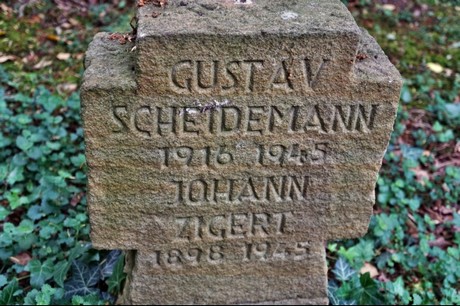 GUSTAV
SCHEIDEMANN
1916 1945
JOHANN
ZIGERT
1898 1945